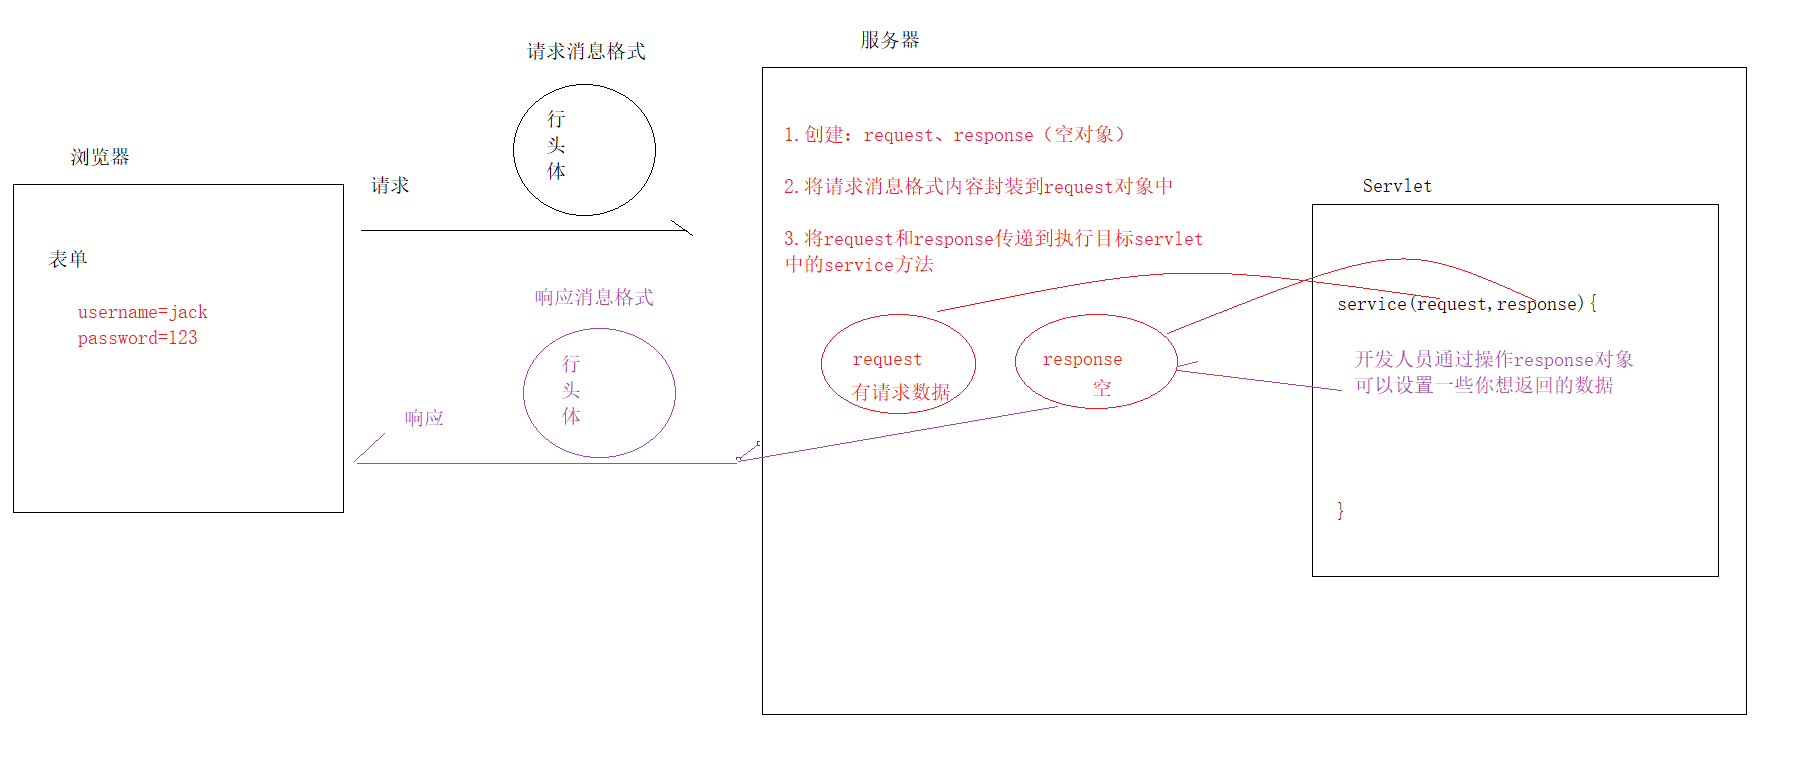 请求消息格式
服务器
行
头
体
浏览器
请求
1.创建：request、response（空对象）
2.将请求消息格式内容封装到request对象中
Servlet
3.将request和response传递到执行目标servlet
中的service方法
表单
username=jack
password=123
响应消息格式
行
头
体
响应
request
有请求数据
response
空
service(request,response){
开发人员通过操作response对象
可以设置一些你想返回的数据
}